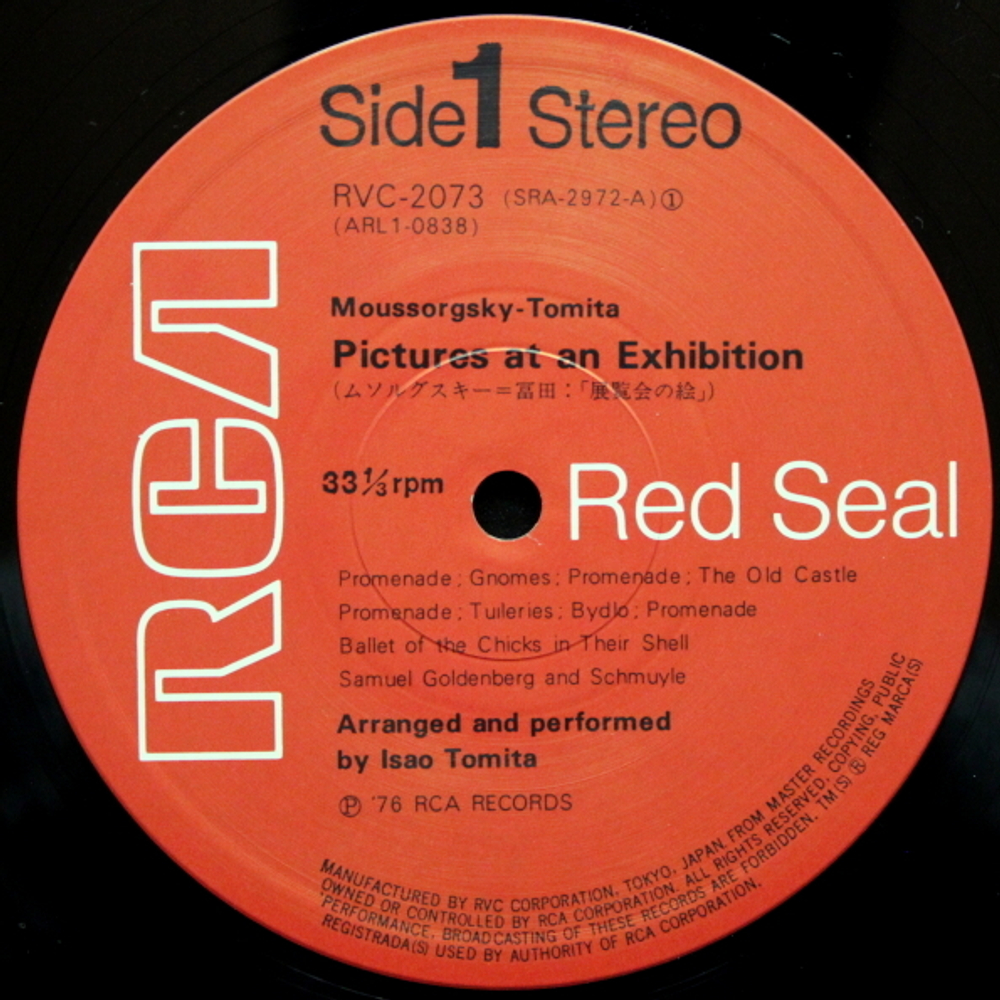 Side 1 Stereo
RVC-2073 (SRA-2972-A)①
(ARL1-0838)
RCA
Moussorgsky-Tomita
Pictures at an Exhibition
(ムソルグスキー=冨田:「展覧会の絵」)
33⅓ rpm
Red Seal
Promenade; Gnomes; Promenade; The Old Castle
Promenade; Tuileries; Bydlo; Promenade
Ballet of the Chicks in Their Shell
Samuel Goldenberg and Schmuyle
Arranged and performed
by Isao Tomita
Ⓟ '76 RCA RECORDS
MANUFACTURED BY RVC CORPORATION, TOKYO, JAPAN. FROM MASTER RECORDINGS
OWNED OR CONTROLLED BY RCA CORPORATION. ALL RIGHTS RESERVED, COPYING, PUBLIC
PERFORMANCE, BROADCASTING OF THESE RECORDS ARE FORBIDDEN. TM(S) ® REG MARCA(S)
REGISTRADA(S) USED BY AUTHORITY OF RCA CORPORATION.